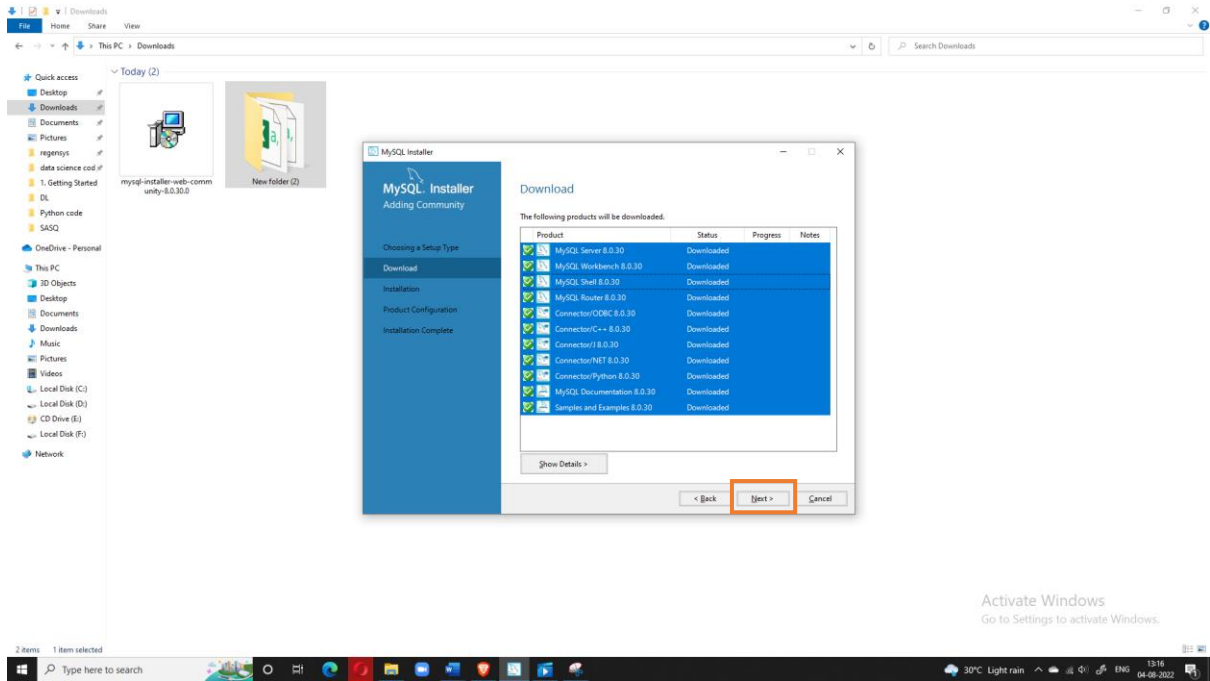 Downloads
File Home Share View
This PC > Downloads
Search Downloads
Quick access
Desktop
Downloads
Documents
Pictures
regensys
data science cod
1. Getting Started
DL
Python code
SASQ
OneDrive - Personal
This PC
3D Objects
Desktop
Documents
Downloads
Music
Pictures
Videos
Local Disk (C:)
Local Disk (D:)
CD Drive (E:)
Local Disk (F:)
Network
Today (2)
mysql-installer-web-comm
unity-8.0.30.0
New folder (2)
MySQL Installer
MySQL. Installer
Adding Community
Choosing a Setup Type
Download
Installation
Product Configuration
Installation Complete
Download
The following products will be downloaded.
Product Status Progress Notes
MySQL Server 8.0.30 Downloaded
MySQL Workbench 8.0.30 Downloaded
MySQL Shell 8.0.30 Downloaded
MySQL Router 8.0.30 Downloaded
Connector/ODBC 8.0.30 Downloaded
Connector/C++ 8.0.30 Downloaded
Connector/J 8.0.30 Downloaded
Connector/NET 8.0.30 Downloaded
Connector/Python 8.0.30 Downloaded
MySQL Documentation 8.0.30 Downloaded
Samples and Examples 8.0.30 Downloaded
Show Details >
< Back Next > Cancel
Activate Windows
Go to Settings to activate Windows.
2 items 1 item selected
Type here to search
30°C Light rain
ENG
13:16
04-08-2022